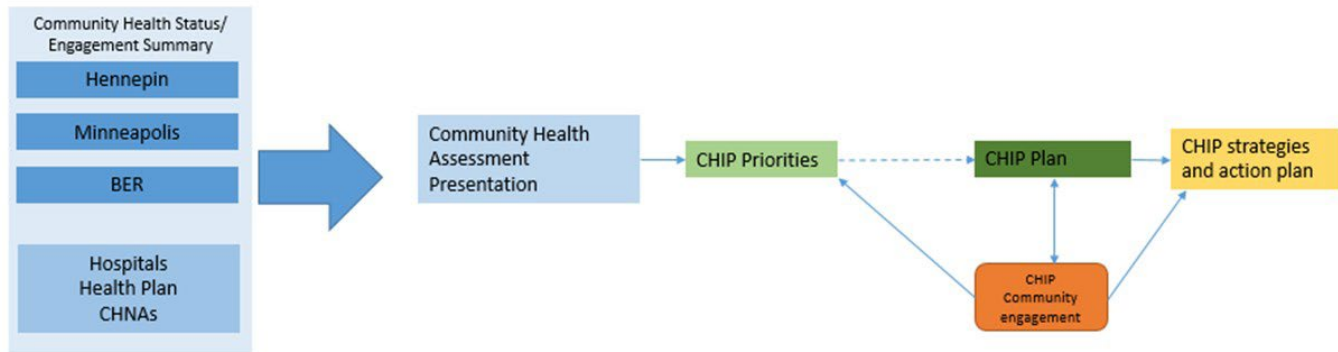 Community Health Status/
Engagement Summary
Hennepin
Minneapolis
BER
Hospitals
Health Plan
CHNAs
Community Health
Assessment
Presentation
CHIP Priorities
CHIP Plan
CHIP strategies
and action plan
CHIP
Community
engagement